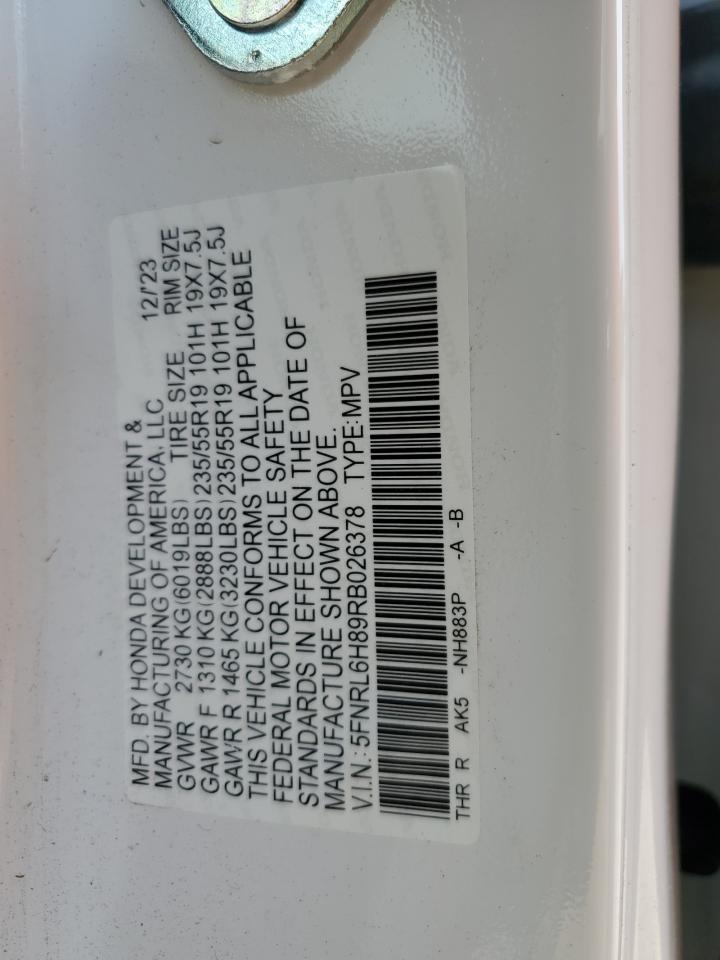 MFD. BY HONDA DEVELOPMENT &
MANUFACTURING OF AMERICA, LLC 12/'23
GVWR 2730 KG(6019LBS) TIRE SIZE RIM SIZE
GAWR F 1310 KG(2888LBS)235/55R19 101H 19X7.5J
GAWR R 1465 KG(3230LBS)235/55R19 101H 19X7.5J
THIS VEHICLE CONFORMS TO ALL APPLICABLE
FEDERAL MOTOR VEHICLE SAFETY
STANDARDS IN EFFECT ON THE DATE OF
MANUFACTURE SHOWN ABOVE.
V.I.N.: 5FNRL6H89RB026378 TYPE:MPV
THR R AK5 -NH883P -A -B